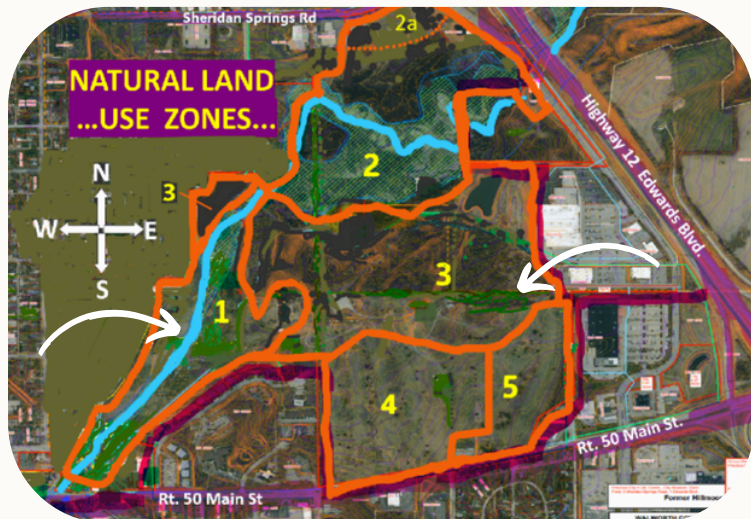 Sheridan Springs Rd
2a
NATURAL LAND
...USE ZONES...
Highway 12 Edwards Blvd.
2
N
3
W
E
S
3
1
4
5
Rt. 50 Main St.
Rt. 50 Main St
Former Hillmoor